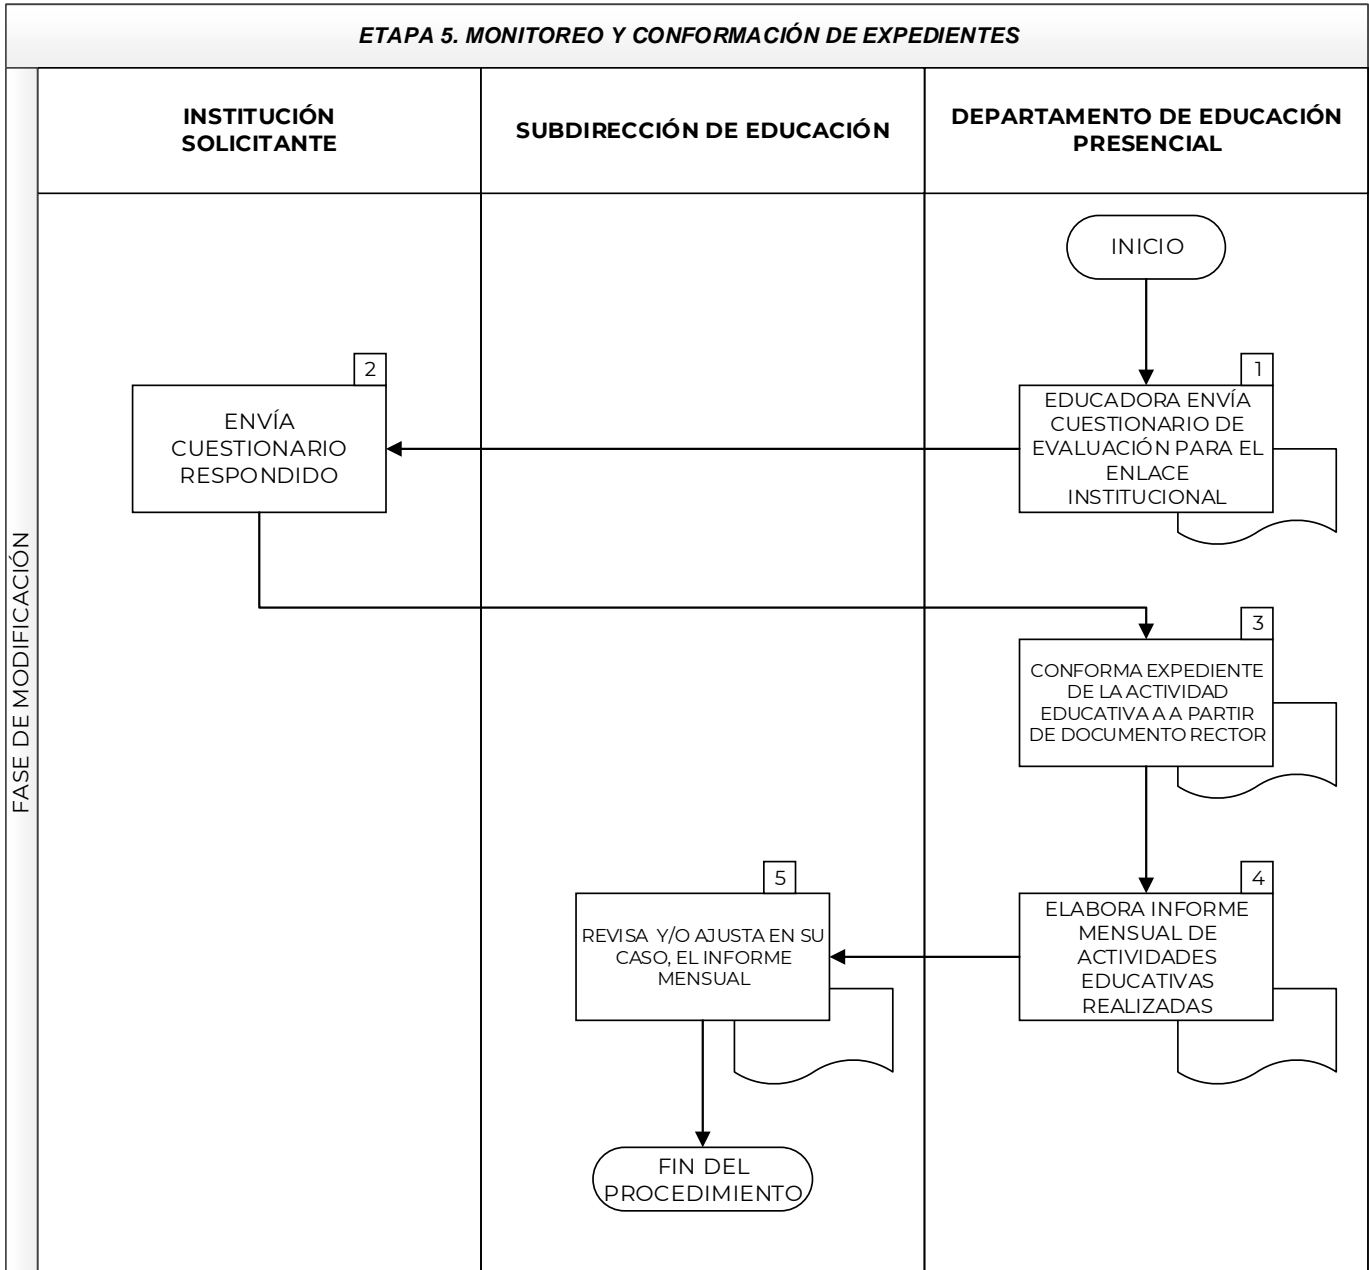 ETAPA 5. MONITOREO Y CONFORMACIÓN DE EXPEDIENTES
FASE DE MODIFICACIÓN
INSTITUCIÓN
SOLICITANTE
SUBDIRECCIÓN DE EDUCACIÓN
DEPARTAMENTO DE EDUCACIÓN
PRESENCIAL
INICIO
1
EDUCADORA ENVÍA
CUESTIONARIO DE
EVALUACIÓN PARA EL
ENLACE
INSTITUCIONAL
2
ENVÍA
CUESTIONARIO
RESPONDIDO
3
CONFORMA EXPEDIENTE
DE LA ACTIVIDAD
EDUCATIVA A A PARTIR
DE DOCUMENTO RECTOR
4
ELABORA INFORME
MENSUAL DE
ACTIVIDADES
EDUCATIVAS
REALIZADAS
5
REVISA Y/O AJUSTA EN SU
CASO, EL INFORME
MENSUAL
FIN DEL
PROCEDIMIENTO